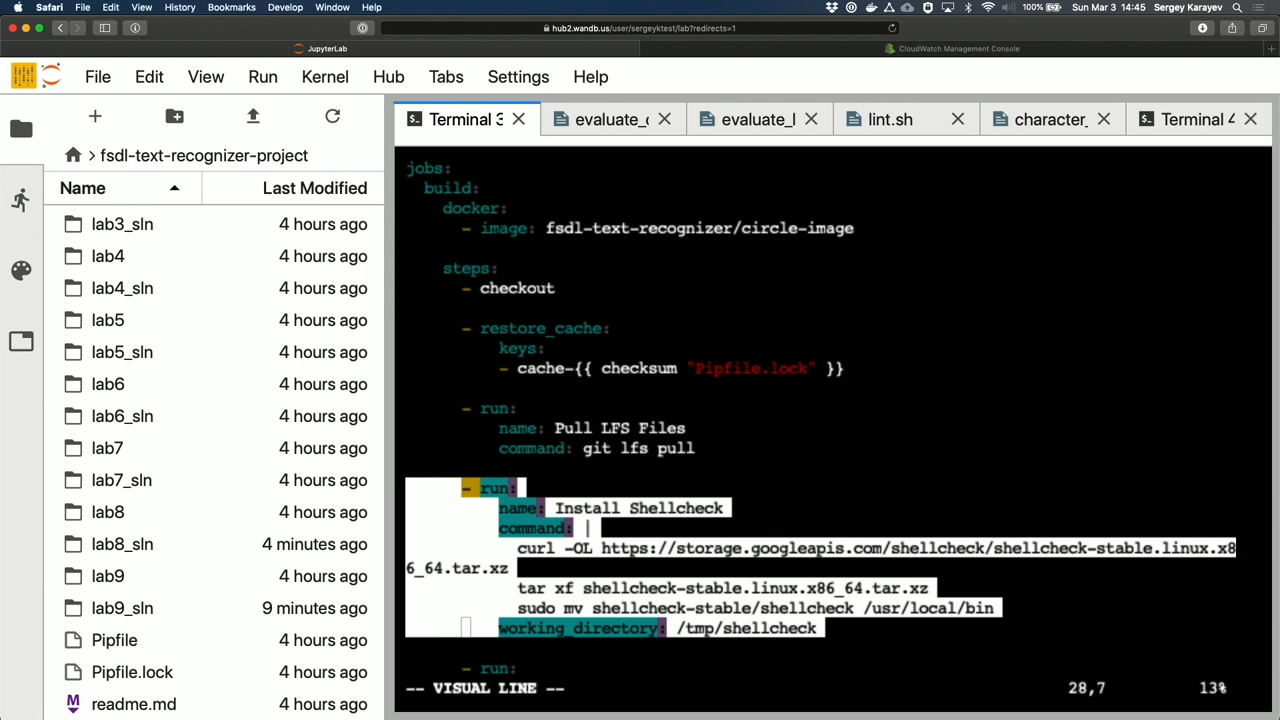 Safari File Edit View History Bookmarks Develop Window Help
100% Sun Mar 3 14:45 Sergey Karayev
hub2.wandb.us/user/sergeyktest/lab?redirects=1
JupyterLab
CloudWatch Management Console
File Edit View Run Kernel Hub Tabs Settings Help
fsdl-text-recognizer-project
Name Last Modified
lab3_sln 4 hours ago
lab4 4 hours ago
lab4_sln 4 hours ago
lab5 4 hours ago
lab5_sln 4 hours ago
lab6 4 hours ago
lab6_sln 4 hours ago
lab7 4 hours ago
lab7_sln 4 hours ago
lab8 4 hours ago
lab8_sln 4 minutes ago
lab9 4 hours ago
lab9_sln 9 minutes ago
Pipfile 4 hours ago
Pipfile.lock 4 hours ago
readme.md 4 hours ago
Terminal 3 evaluate_c evaluate_l lint.sh character_ Terminal 4
jobs:
build:
docker:
- image: fsdl-text-recognizer/circle-image
steps:
- checkout
- restore_cache:
keys:
- cache-{{ checksum "Pipfile.lock" }}
- run:
name: Pull LFS Files
command: git lfs pull
- run:
name: Install Shellcheck
command: |
curl -OL https://storage.googleapis.com/shellcheck/shellcheck-stable.linux.x8
6_64.tar.xz
tar xf shellcheck-stable.linux.x86_64.tar.xz
sudo mv shellcheck-stable/shellcheck /usr/local/bin
working_directory: /tmp/shellcheck
- run:
-- VISUAL LINE -- 28,7 13%